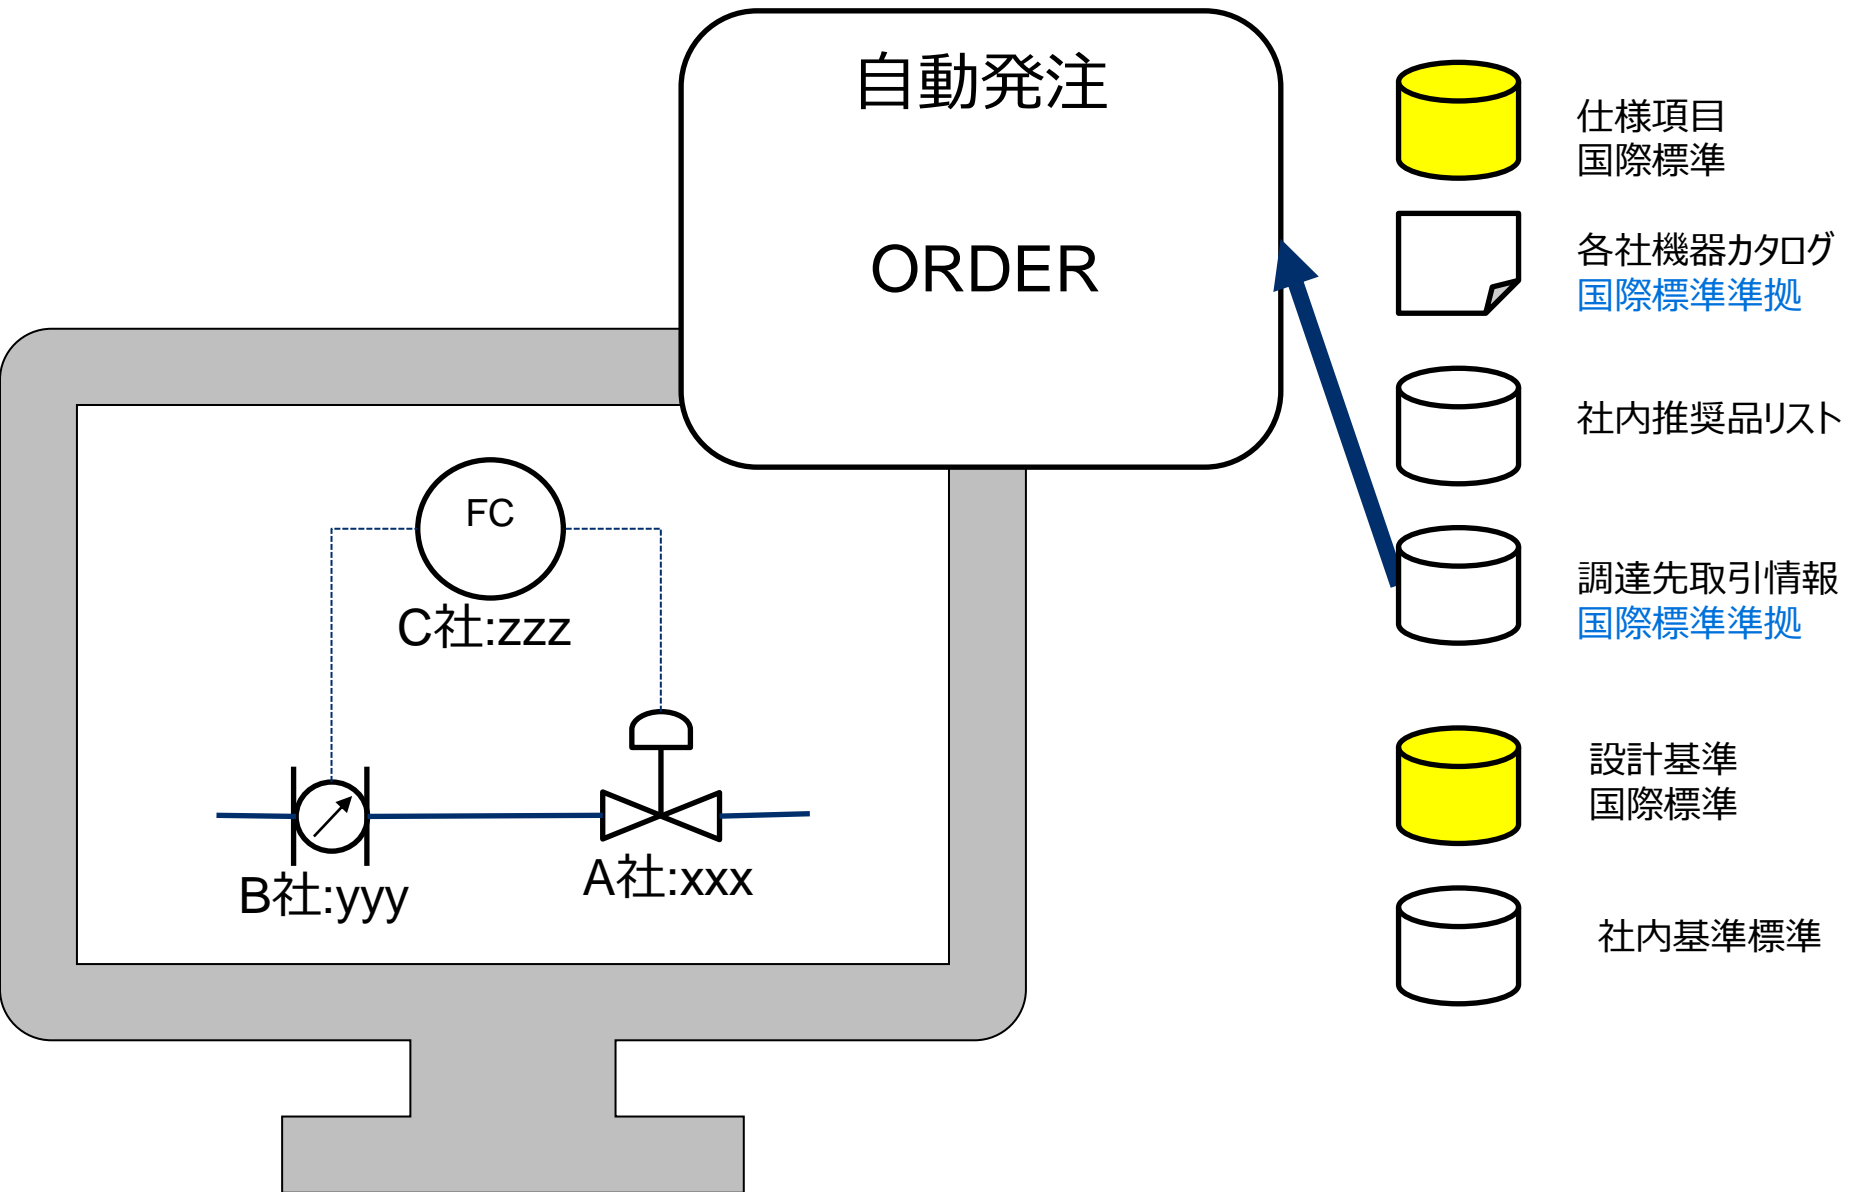 自動発注
ORDER
FC
C社:zzz
B社:yyy
A社:xxx
仕様項目
国際標準
各社機器カタログ
国際標準準拠
社内推奨品リスト
調達先取引情報
国際標準準拠
設計基準
国際標準
社内基準標準